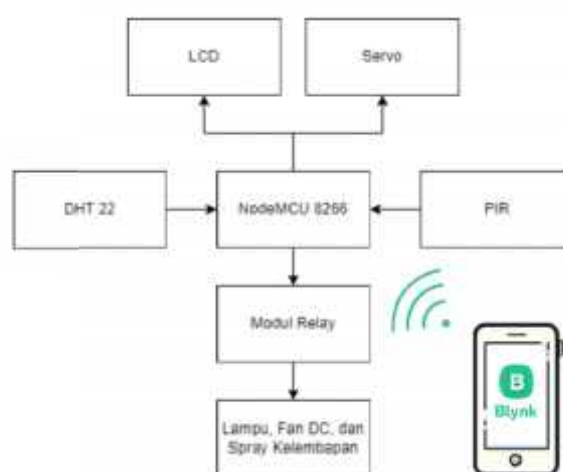 LCD
Servo
DHT 22
NodeMCU 8266
PIR
Modul Relay
Lampu, Fan DC, dan
Spray Kelembapan
B
Blynk